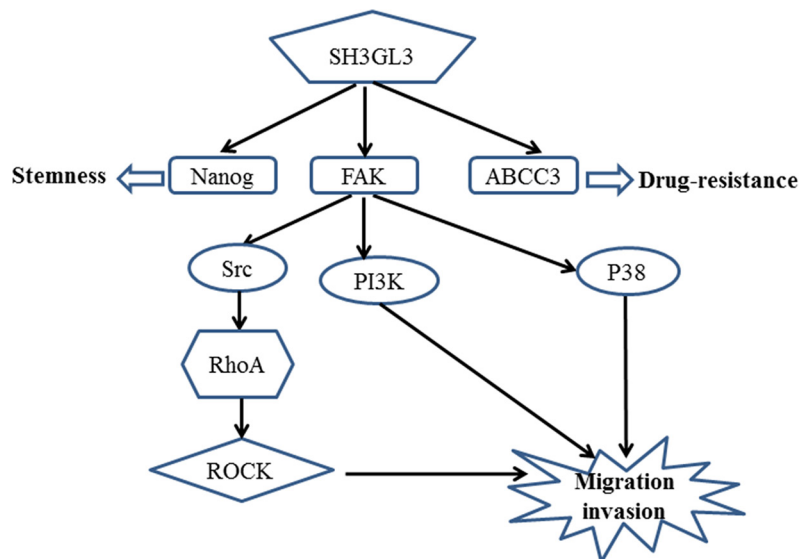 SH3GL3
Stemness
Nanog
FAK
ABCC3
Drug-resistance
Src
PI3K
P38
RhoA
ROCK
Migration
invasion